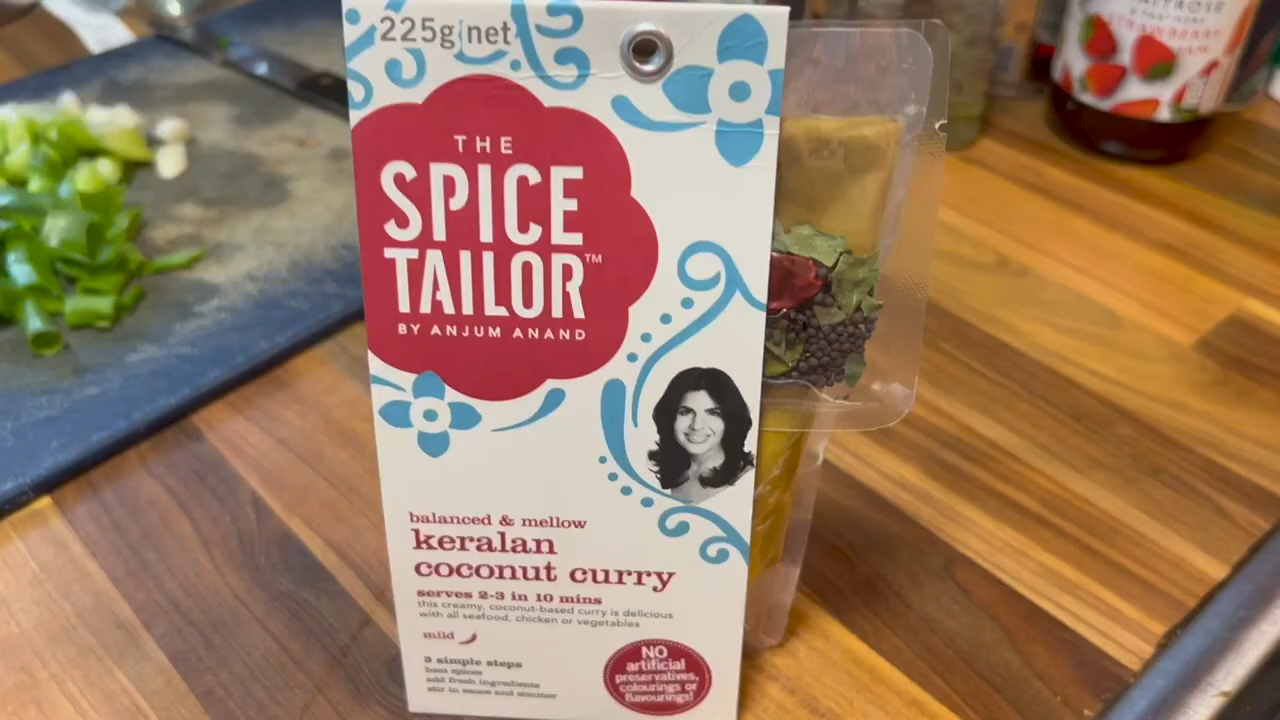 225g net
THE
SPICE
TAILOR™
BY ANJUM ANAND
balanced & mellow
keralan
coconut curry
serves 2-3 in 10 mins
this creamy, coconut-based curry is delicious
with all seafood, chicken or vegetables
mild
3 simple steps
heat spices
add fresh ingredients
stir in sauce and simmer
NO
artificial
preservatives,
colourings or
flavourings!
WAITROSE
STRAWBERRY